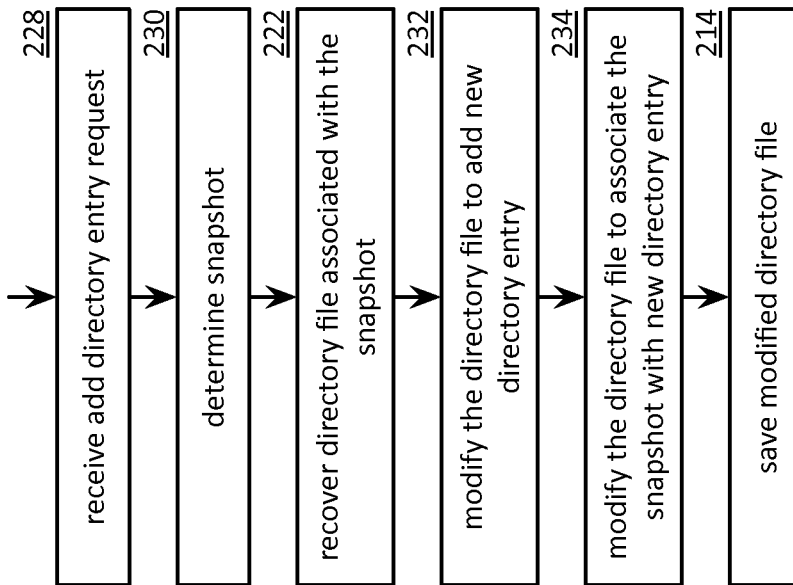 228
receive add directory entry request
230
determine snapshot
222
recover directory file associated with the
snapshot
232
modify the directory file to add new
directory entry
234
modify the directory file to associate the
snapshot with new directory entry
214
save modified directory file